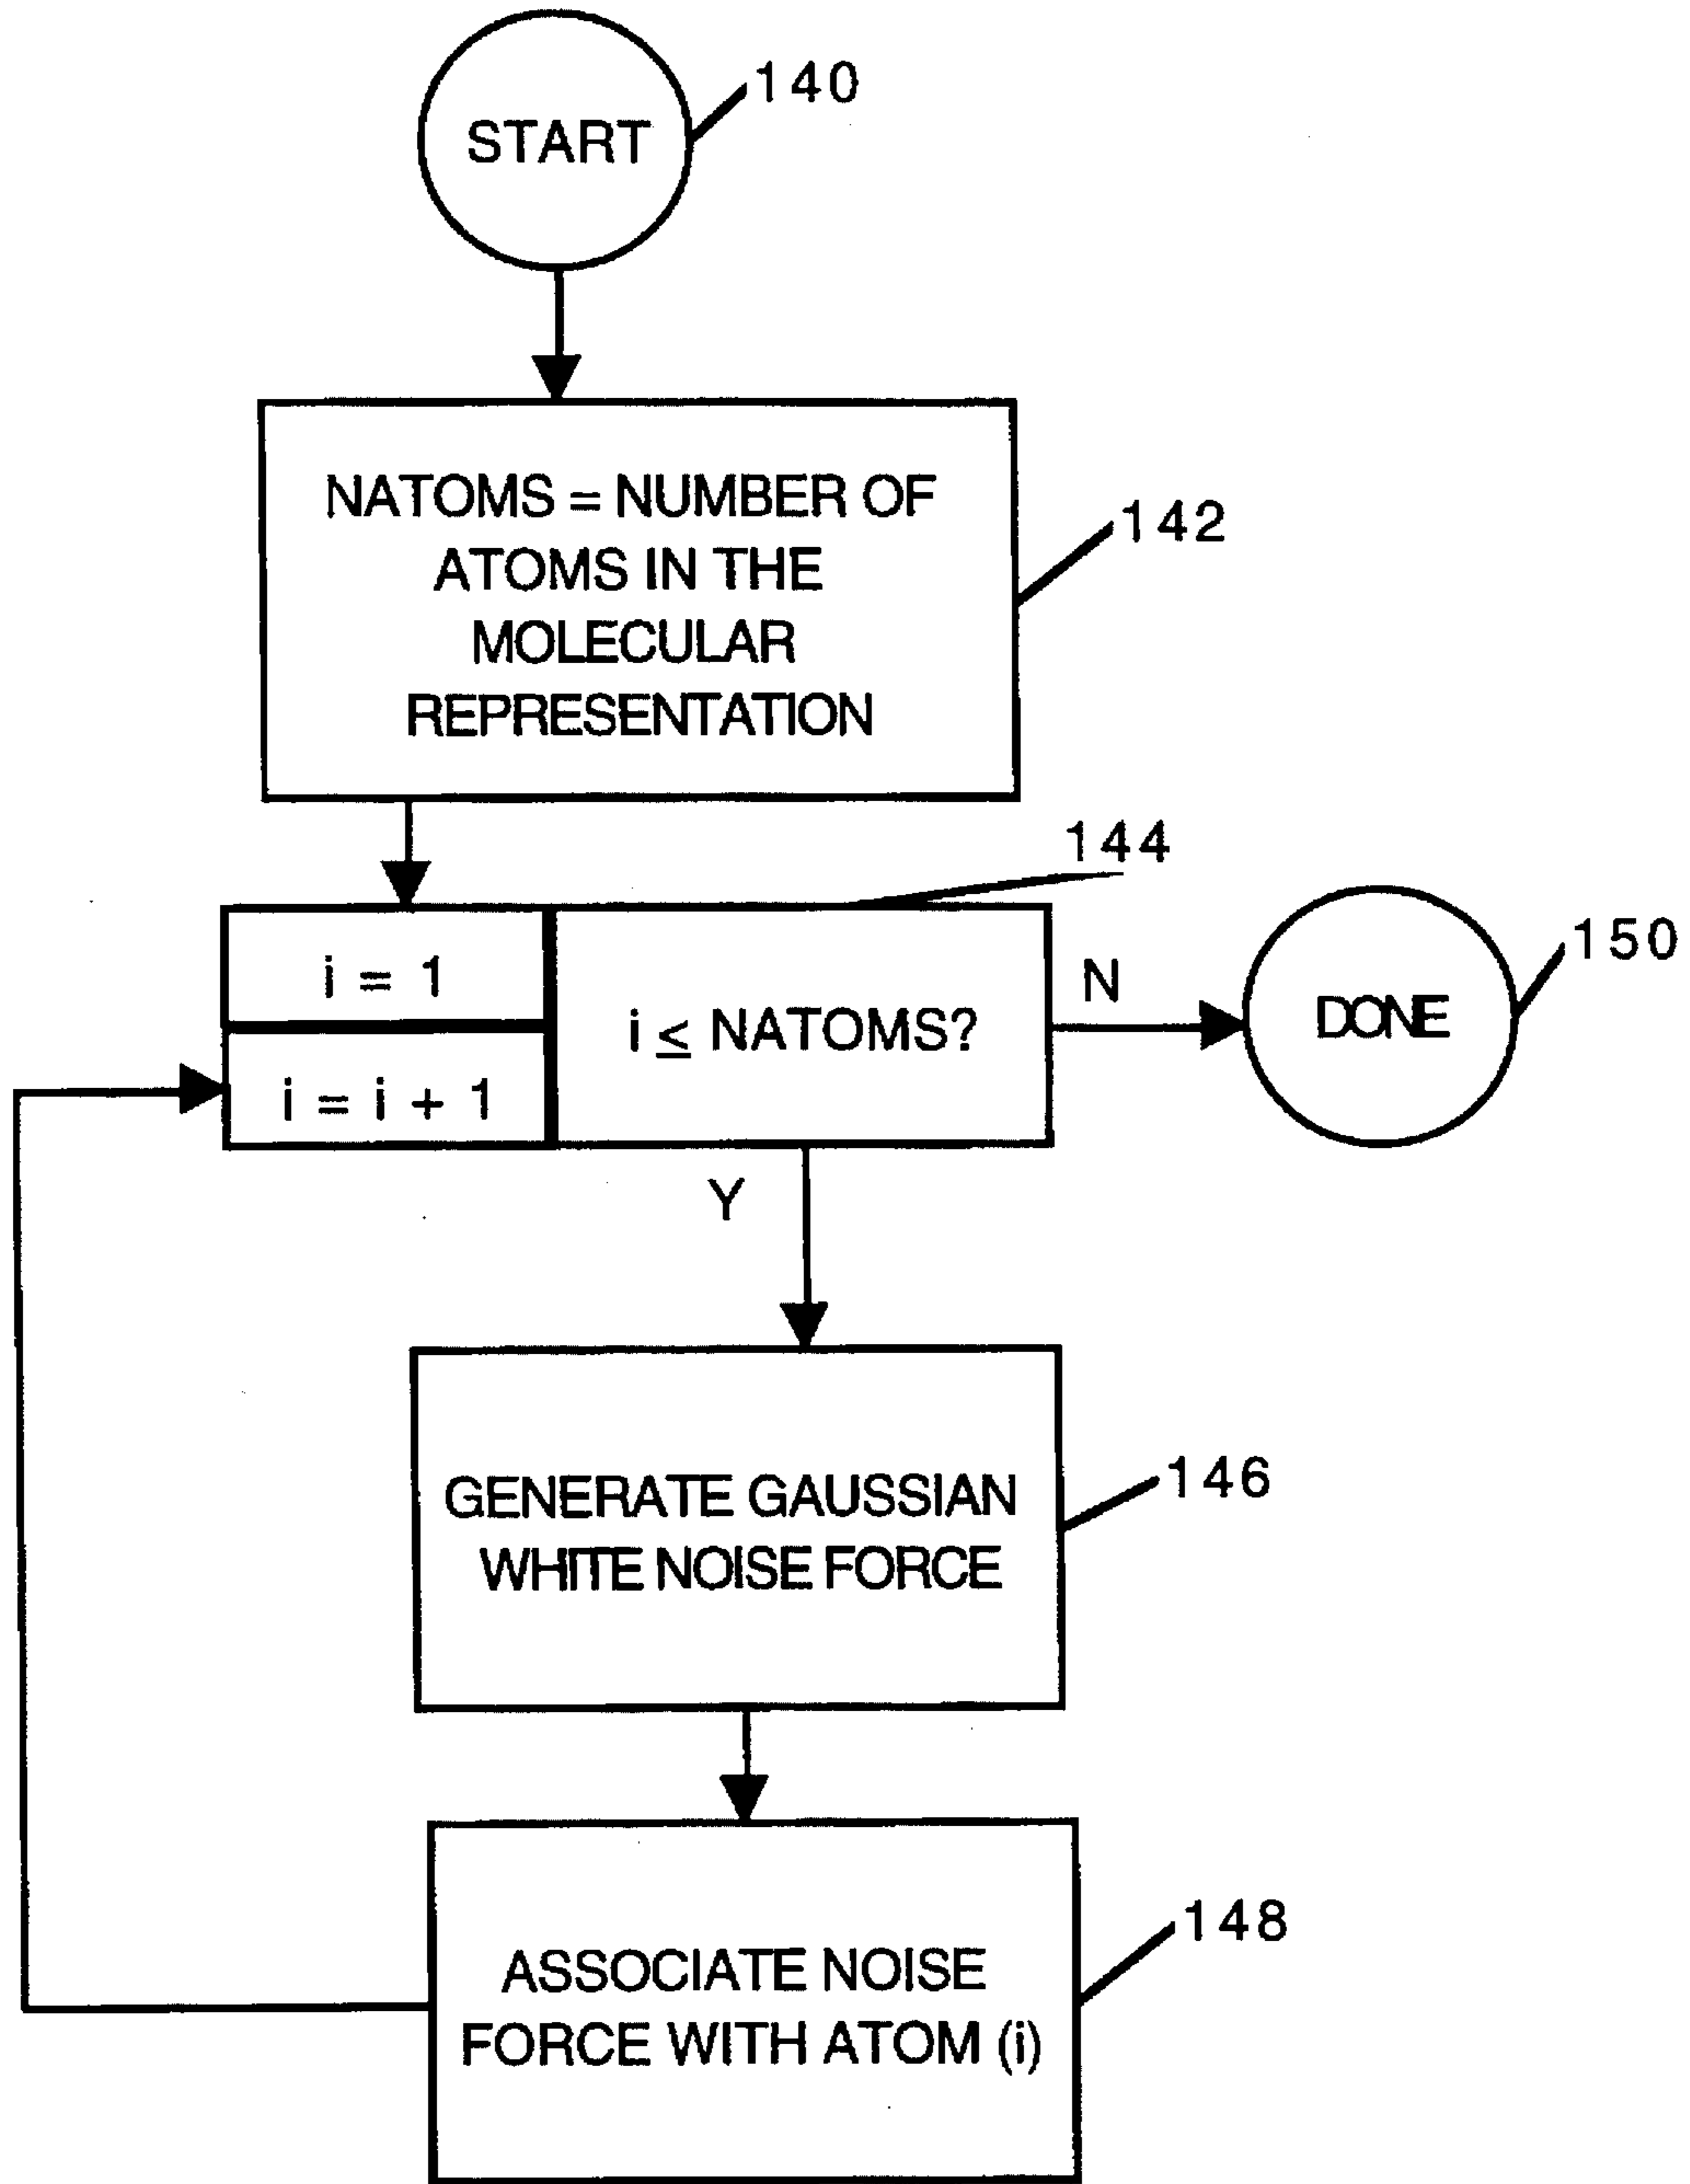 START
140
NATOMS = NUMBER OF
ATOMS IN THE
MOLECULAR
REPRESENTATION
142
144
i = 1
i = i + 1
i ≤ NATOMS?
N
DONE
150
Y
GENERATE GAUSSIAN
WHITE NOISE FORCE
146
ASSOCIATE NOISE
FORCE WITH ATOM (i)
148